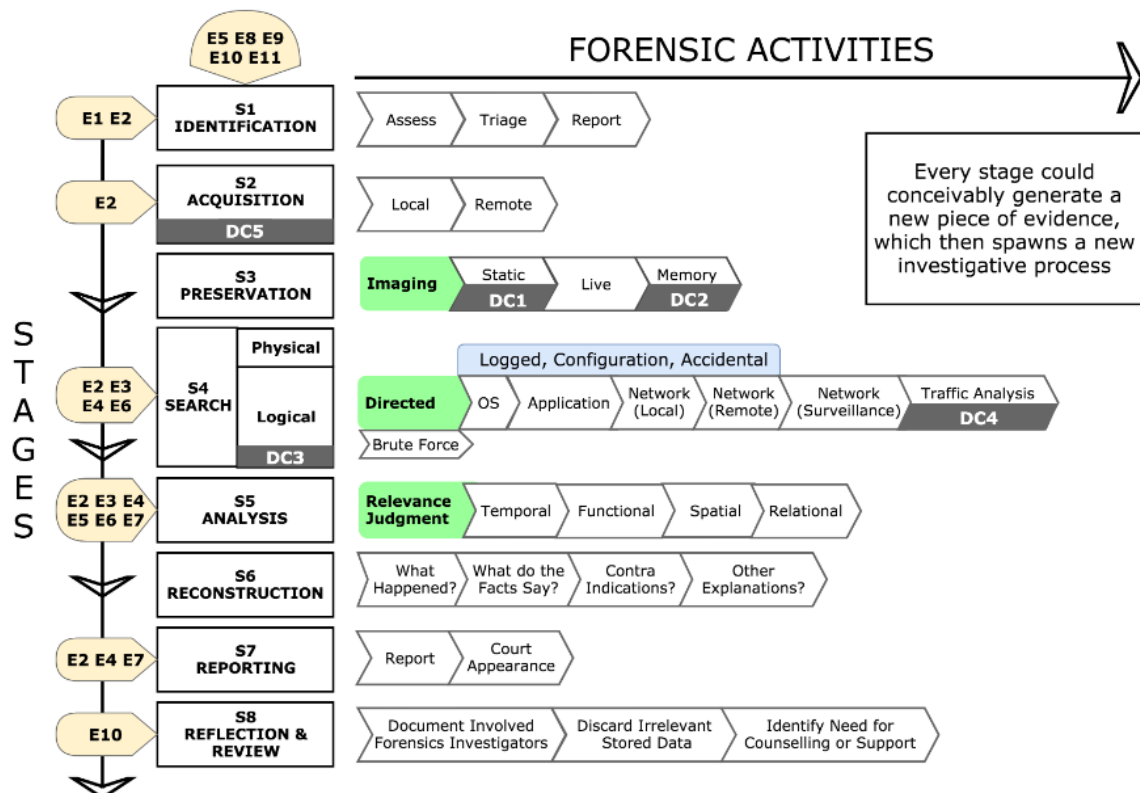 E5 E8 E9
E10 E11
FORENSIC ACTIVITIES
STAGES
E1 E2
S1
IDENTIFiCATION
Assess
Triage
Report
Every stage could
conceivably generate a
new piece of evidence,
which then spawns a new
investigative process
E2
S2
ACQUISITION
DC5
Local
Remote
S3
PRESERVATION
Imaging
Static
DC1
Live
Memory
DC2
E2 E3
E4 E6
S4
SEARCH
Physical
Logical
DC3
Logged, Configuration, Accidental
Directed
OS
Application
Network
(Local)
Network
(Remote)
Network
(Surveillance)
Traffic Analysis
DC4
Brute Force
E2 E3 E4
E5 E6 E7
S5
ANALYSIS
Relevance
Judgment
Temporal
Functional
Spatial
Relational
S6
RECONSTRUCTION
What
Happened?
What do the
Facts Say?
Contra
Indications?
Other
Explanations?
E2 E4 E7
S7
REPORTING
Report
Court
Appearance
E10
S8
REFLECTION &
REVIEW
Document Involved
Forensics Investigators
Discard Irrelevant
Stored Data
Identify Need for
Counselling or Support